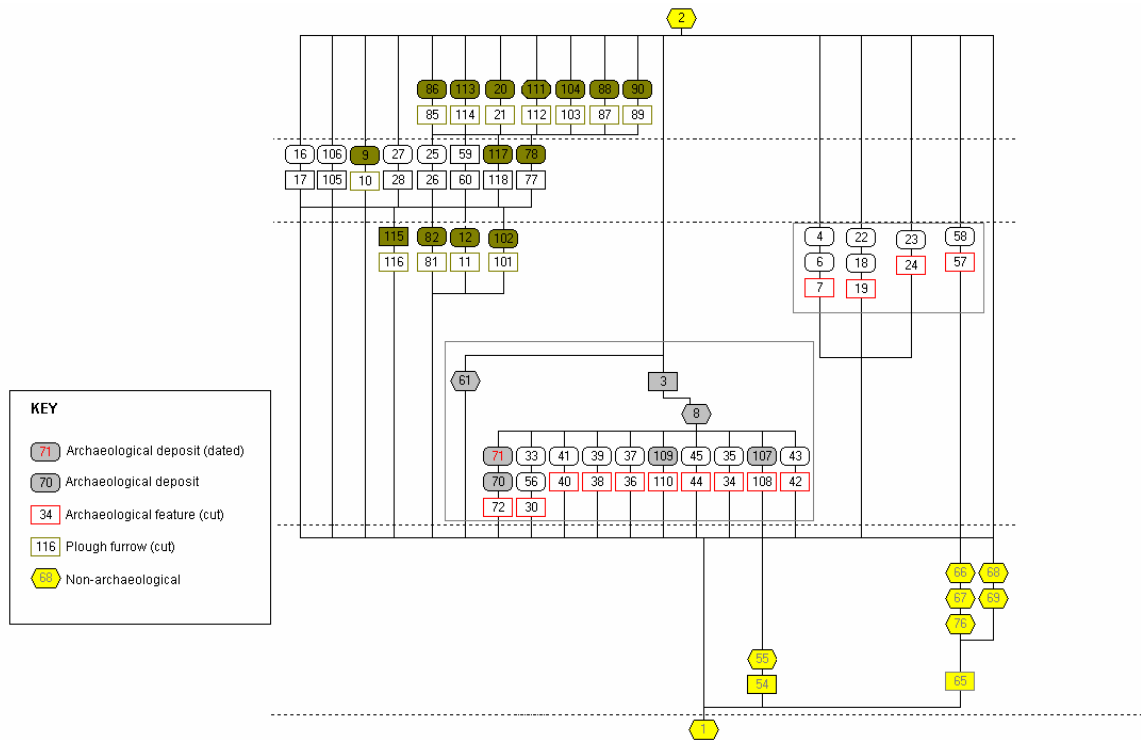 2
86 113 20 111 104 88 90
85 114 21 112 103 87 89
16 106 9 27 25 59 117 78
17 105 10 28 26 60 118 77
115 82 12 102 4 22 23 58
116 81 11 101 6 18 24 57
7 19
61 3
8
71 33 41 39 37 109 45 35 107 43
70 56 40 38 36 110 44 34 108 42
72 30
KEY
71 Archaeological deposit (dated)
70 Archaeological deposit
34 Archaeological feature (cut)
116 Plough furrow (cut)
68 Non-archaeological
66 68
67 69
76
55
54 65
1